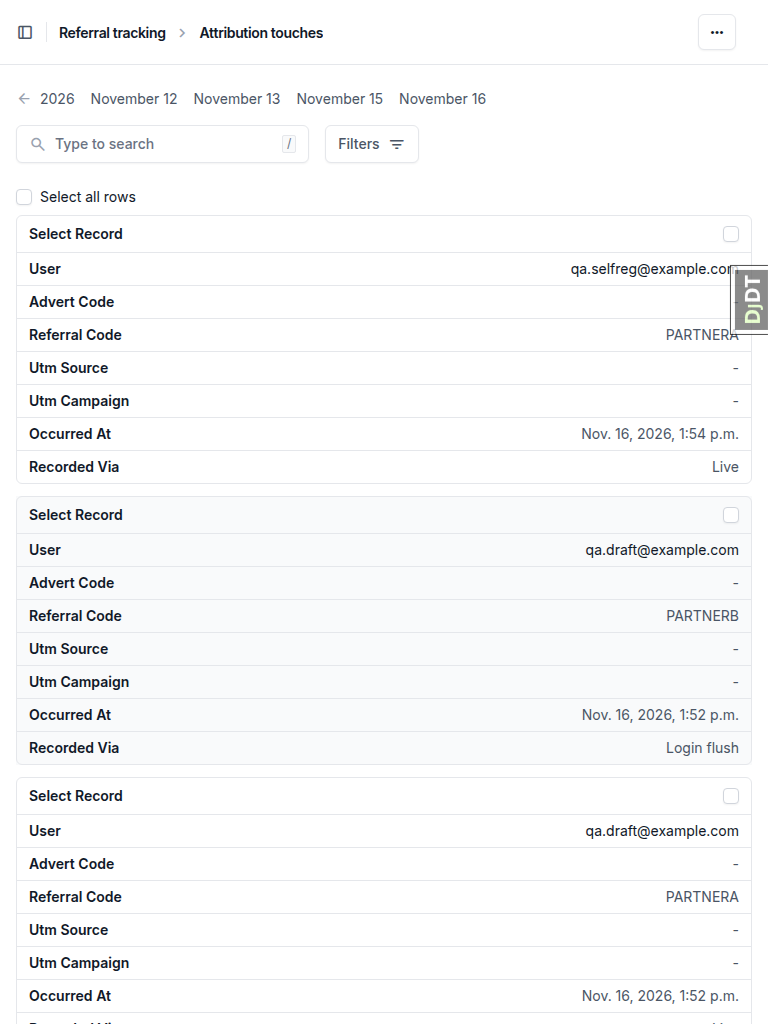 Referral tracking > Attribution touches ...
← 2026 November 12 November 13 November 15 November 16
Type to search /
Filters
Select all rows
Select Record
User qa.selfreg@example.com
Advert Code -
DjDT
Referral Code PARTNERA
Utm Source -
Utm Campaign -
Occurred At Nov. 16, 2026, 1:54 p.m.
Recorded Via Live
Select Record
User qa.draft@example.com
Advert Code -
Referral Code PARTNERB
Utm Source -
Utm Campaign -
Occurred At Nov. 16, 2026, 1:52 p.m.
Recorded Via Login flush
Select Record
User qa.draft@example.com
Advert Code -
Referral Code PARTNERA
Utm Source -
Utm Campaign -
Occurred At Nov. 16, 2026, 1:52 p.m.